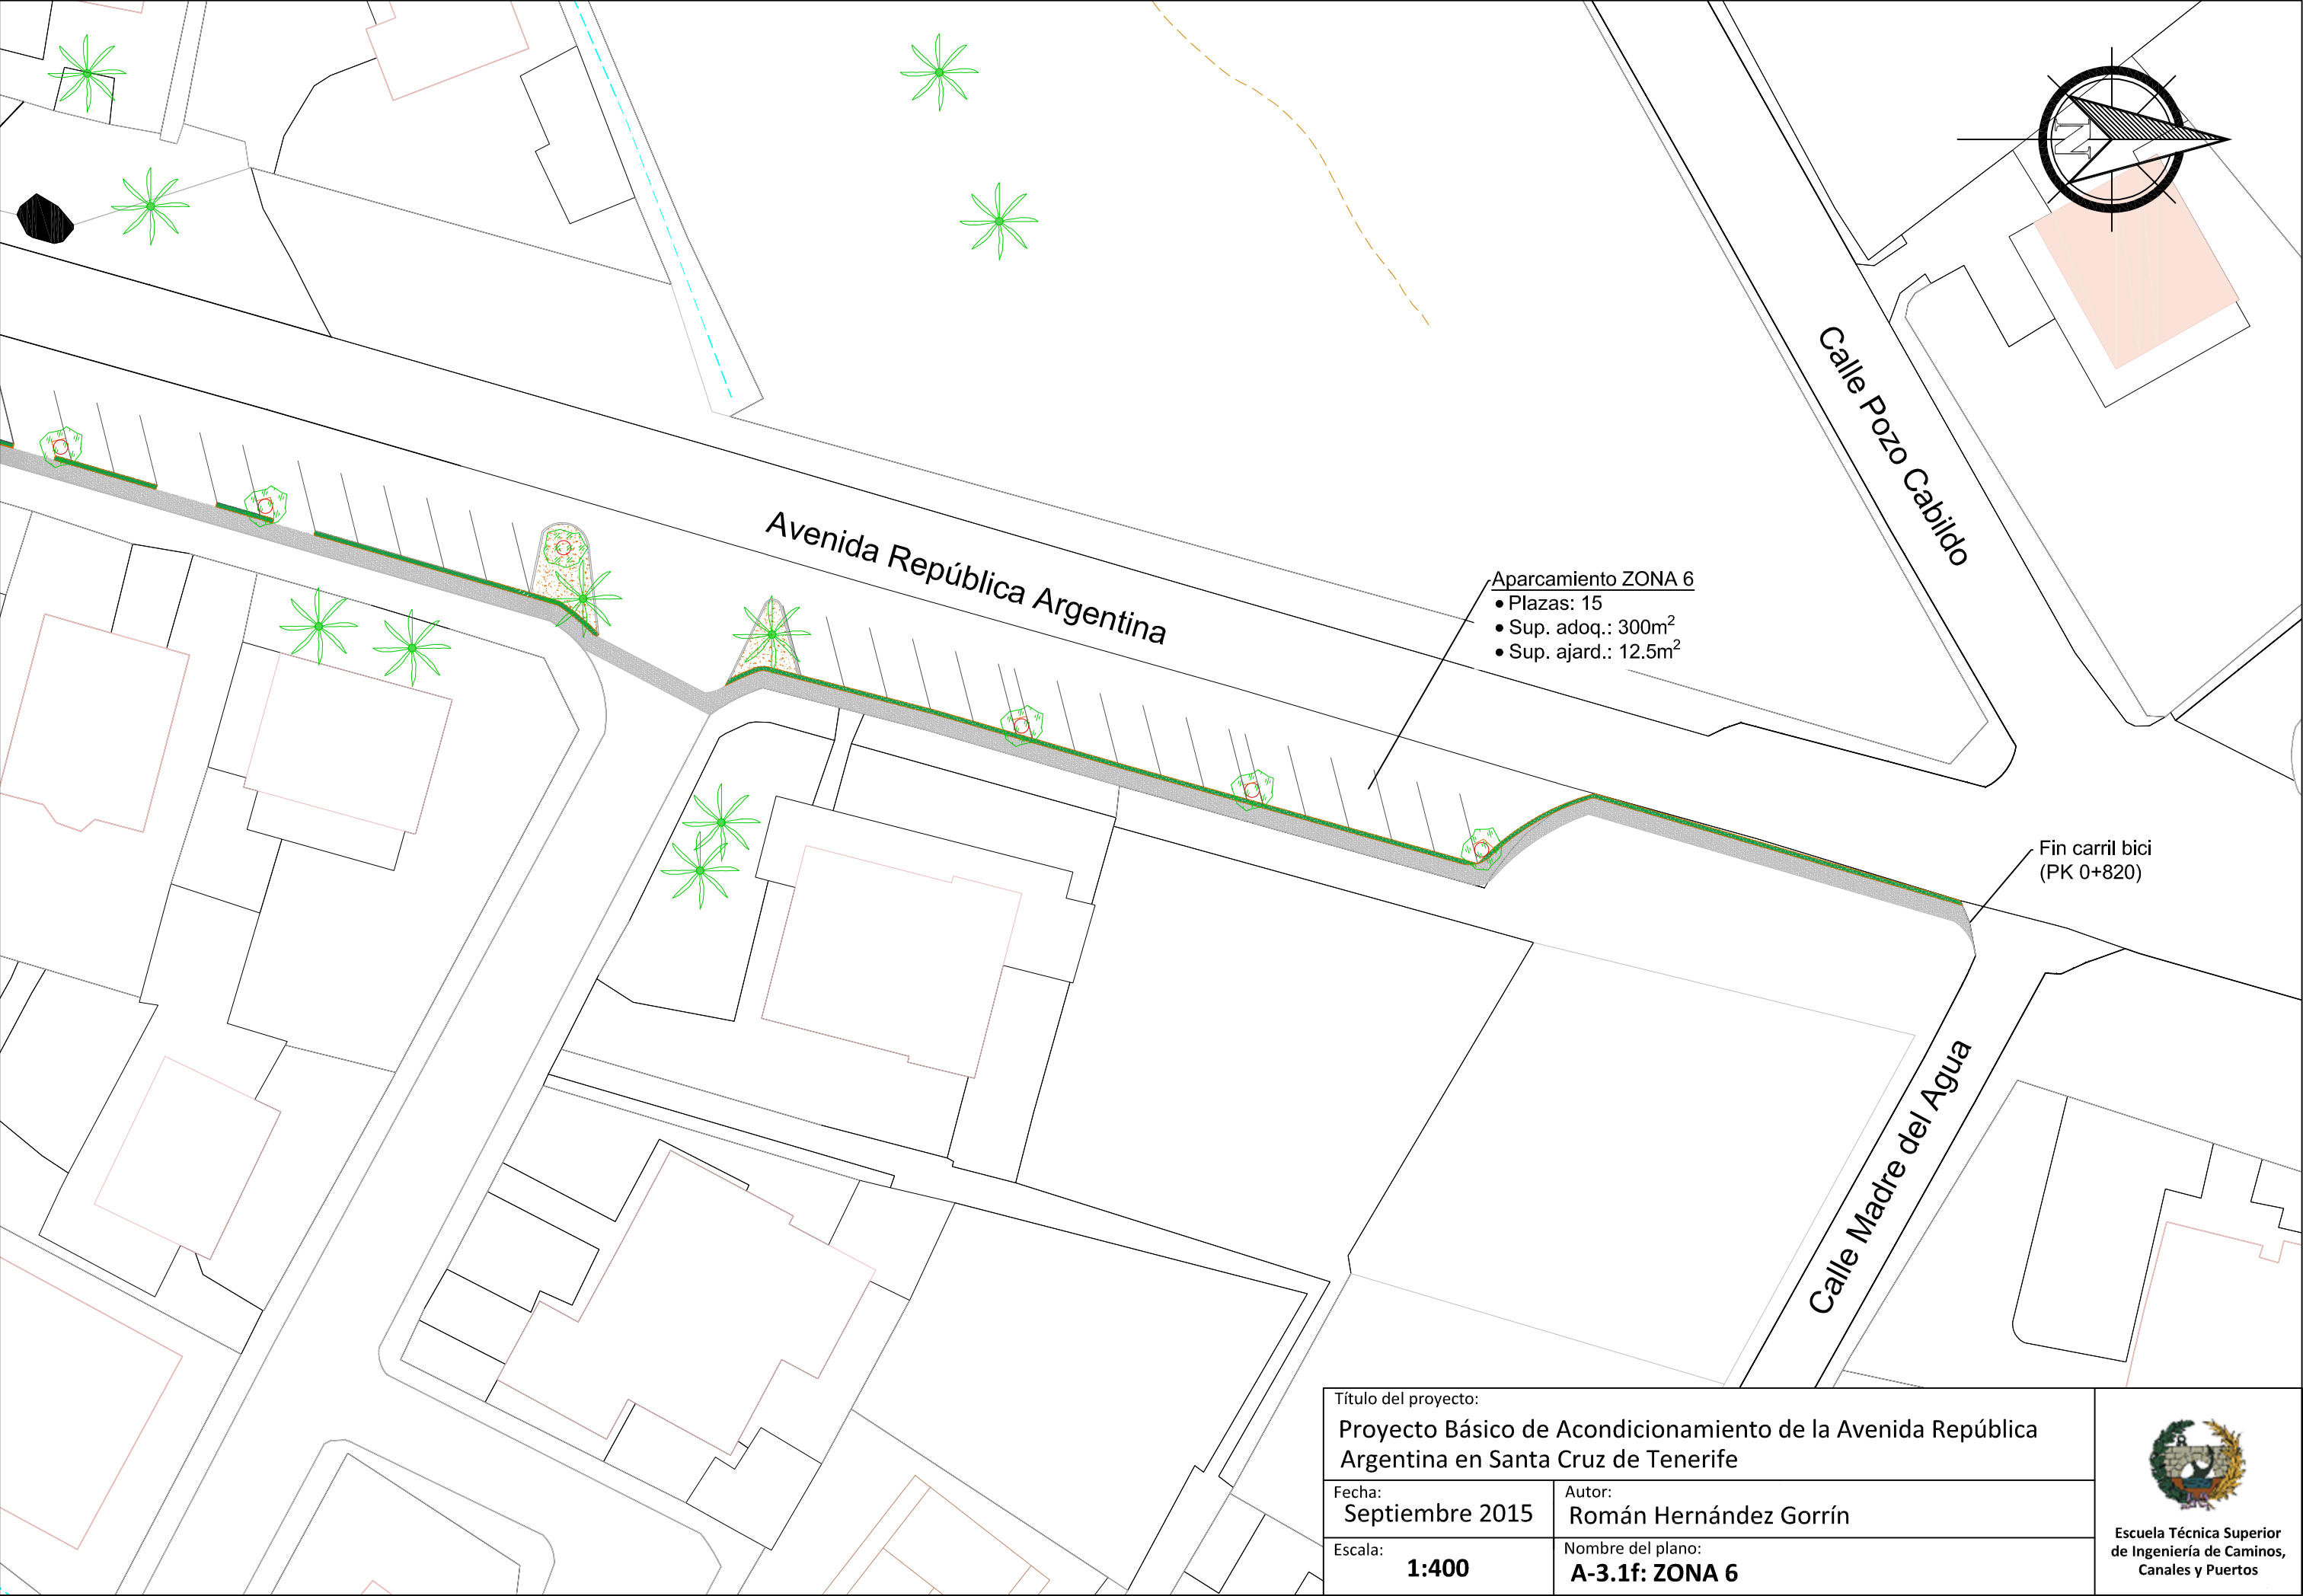 N
Calle Pozo Cabildo
Avenida República Argentina
Aparcamiento ZONA 6
• Plazas: 15
• Sup. adoq.: 300m²
• Sup. ajard.: 12.5m²
Fin carril bici
(PK 0+820)
Calle Madre del Agua
Título del proyecto:
Proyecto Básico de Acondicionamiento de la Avenida República
Argentina en Santa Cruz de Tenerife
Fecha:
Septiembre 2015
Autor:
Román Hernández Gorrín
Escala:
1:400
Nombre del plano:
A-3.1f: ZONA 6
Escuela Técnica Superior
de Ingeniería de Caminos,
Canales y Puertos